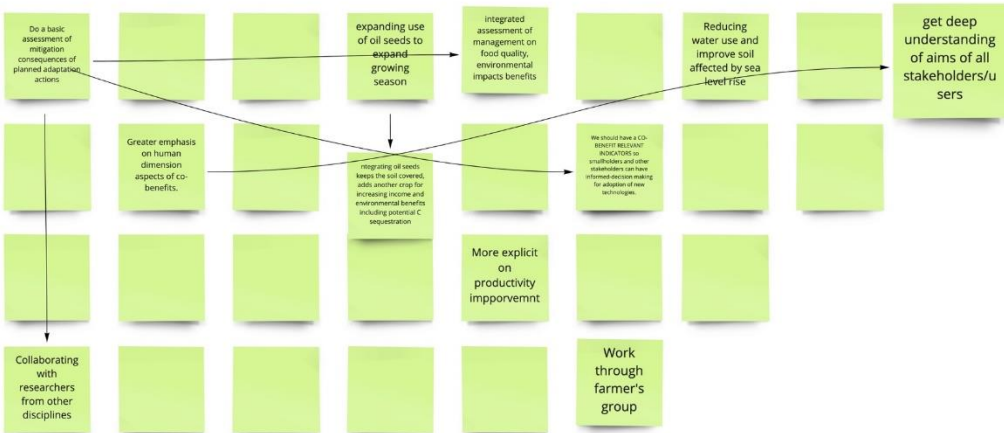 Do a basic
assessment of
mitigation
consequences of
planned adaptation
actions
expanding use
of oil seeds to
expand
growing
season
integrated
assessment of
management on
food quality,
environmental
impacts benefits
Reducing
water use and
improve soil
affected by sea
level rise
get deep
understanding
of aims of all
stakeholders/u
sers
Greater emphasis
on human
dimension
aspects of co-
benefits.
ntegrating oil seeds
keeps the soil covered,
adds another crop for
increasing income and
environmental benefits
including potential C
sequestration
We should have a CO-
BENEFIT RELEVANT
INDICATORS so
smallholders and other
stakeholders can have
informed-decision making
for adoption of new
technologies.
More explicit
on
productivity
impporvemnt
Collaborating
with
researchers
from other
disciplines
Work
through
farmer's
group